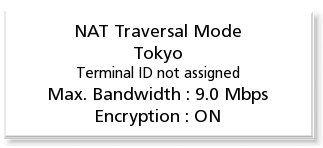 NAT Traversal Mode
Tokyo
Terminal ID not assigned
Max. Bandwidth : 9.0 Mbps
Encryption : ON